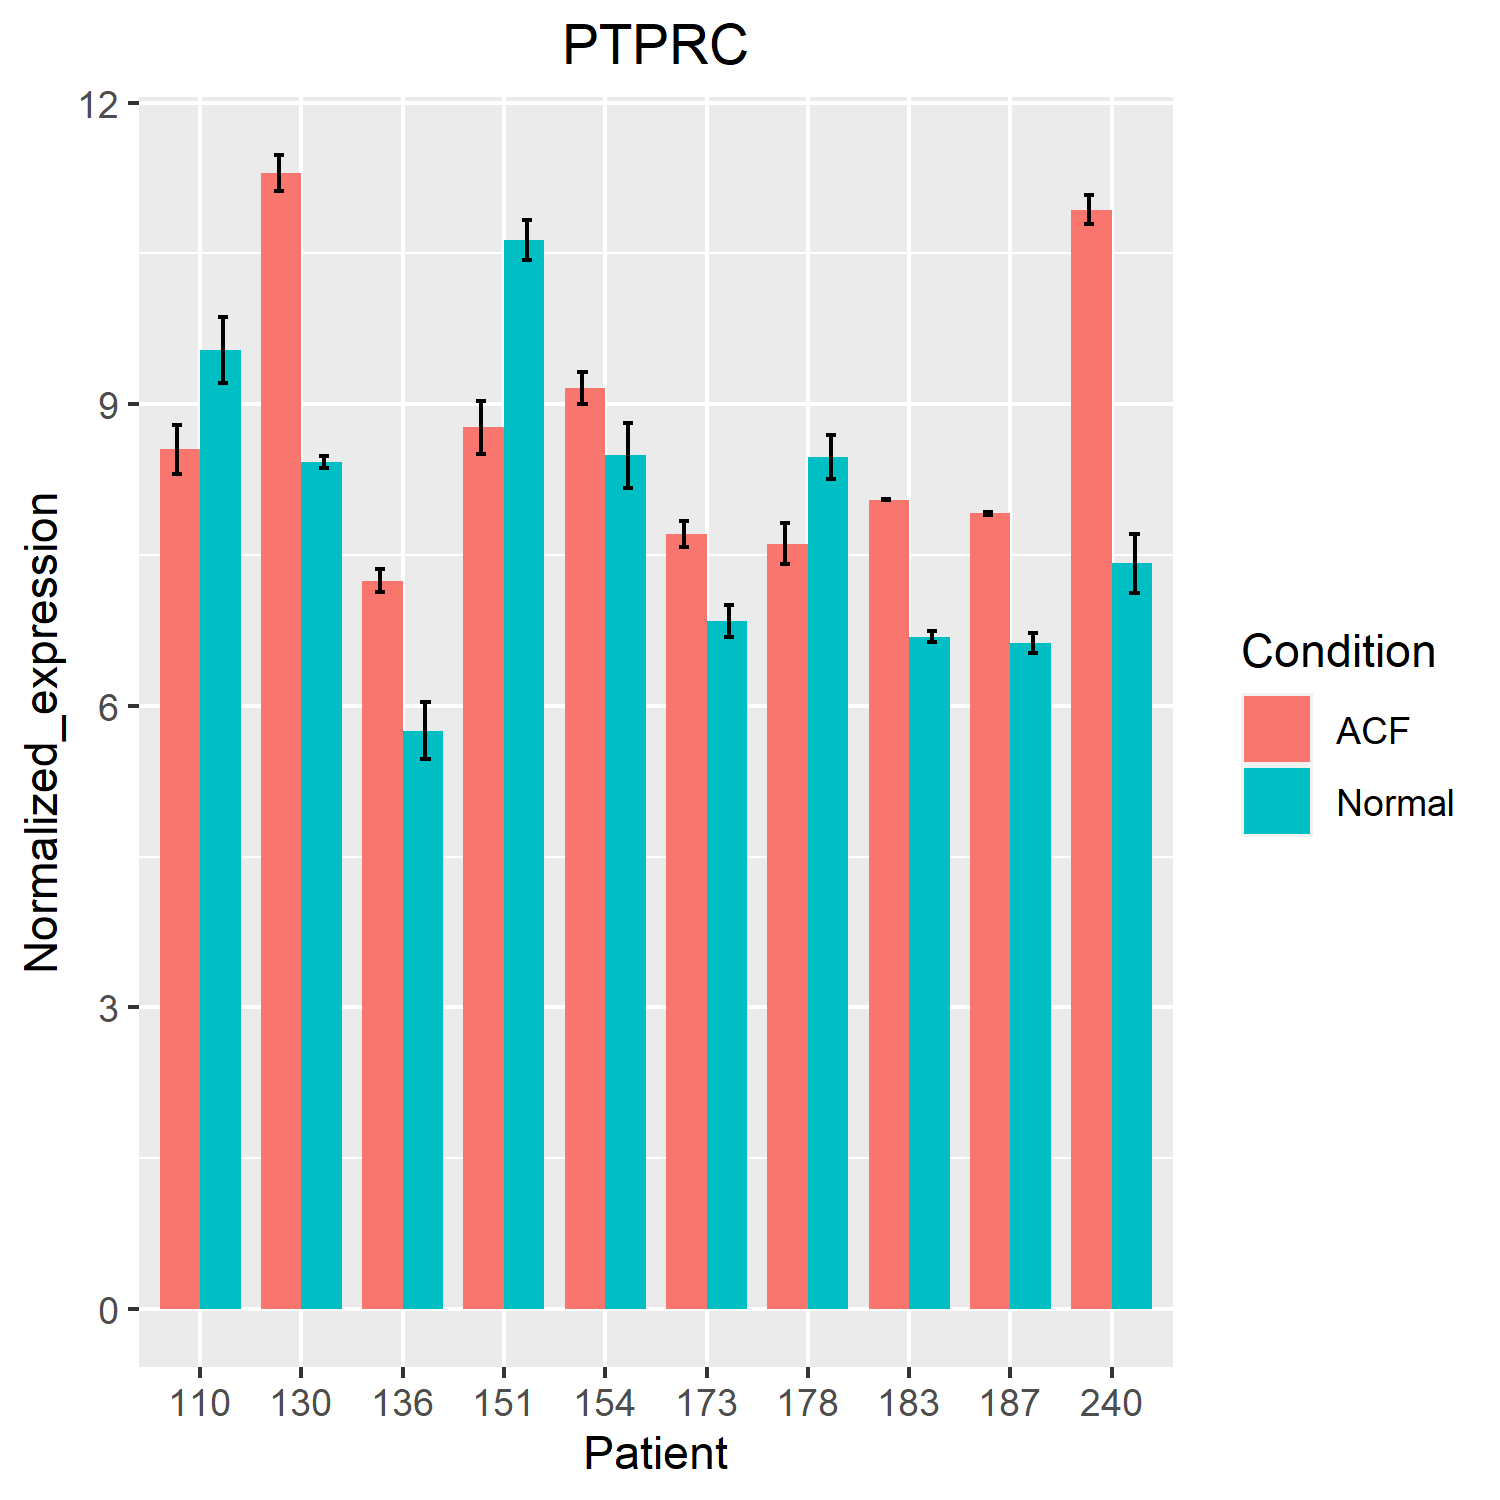 PTPRC
12
9
6
3
0
Normalized_expression
110 130 136 151 154 173 178 183 187 240
Patient
Condition
ACF
Normal